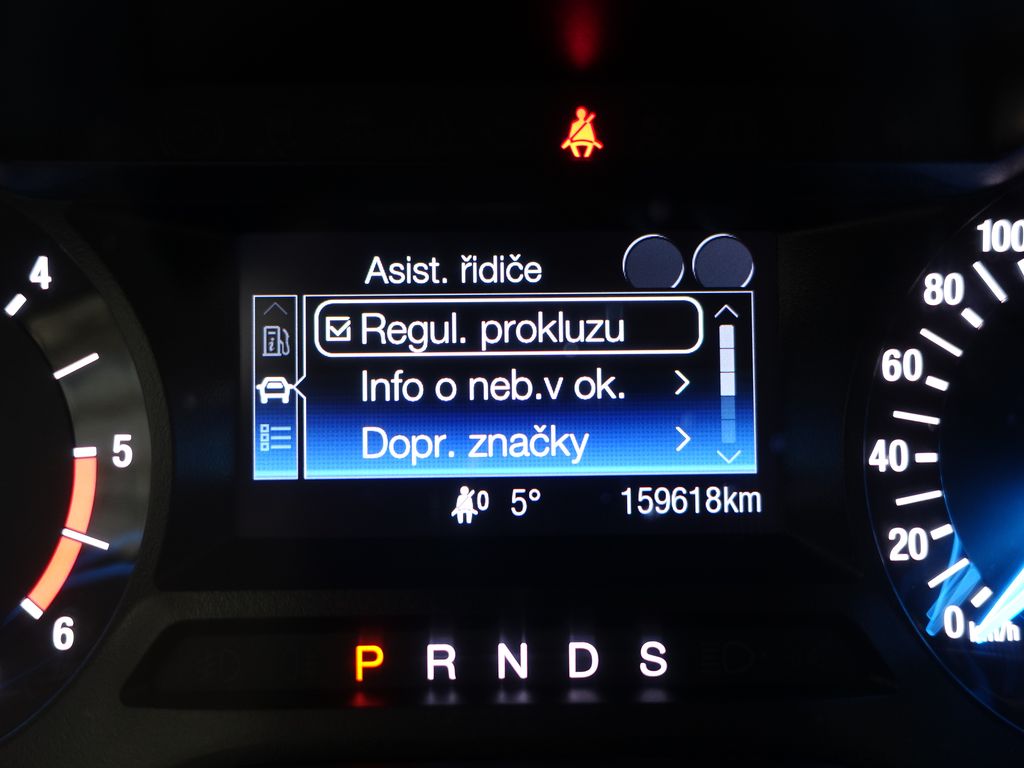 Asist. řidiče
Regul. prokluzu
Info o neb.v ok.
Dopr. značky
0 5° 159618km
P R N D S
4
5
6
100
80
60
40
20
0 km/h